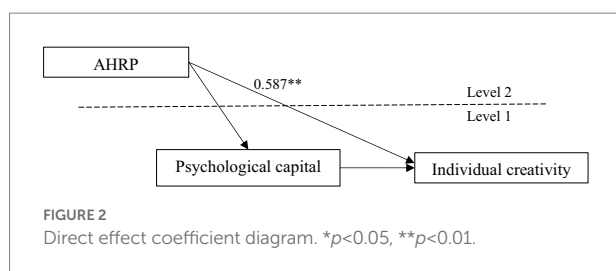 AHRP
0.587**
Level 2
Level 1
Psychological capital
Individual creativity
FIGURE 2
Direct effect coefficient diagram. *p<0.05, **p<0.01.